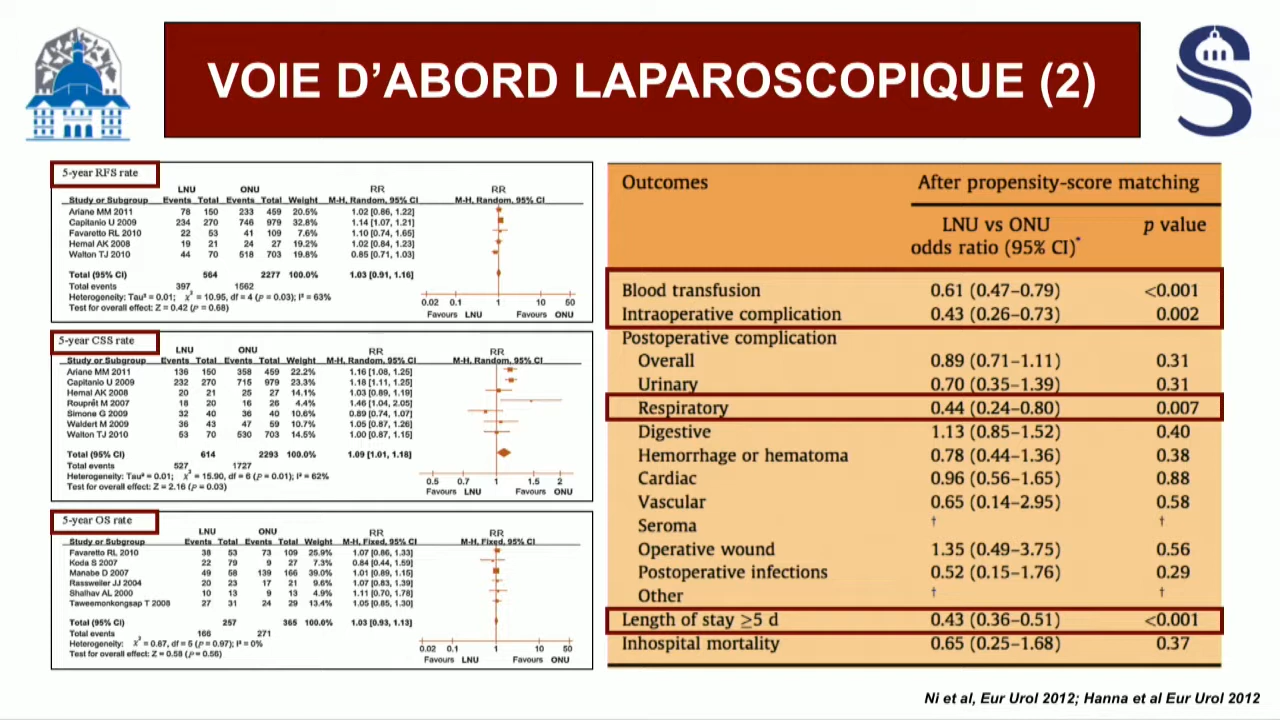 VOIE D’ABORD LAPAROSCOPIQUE (2)
5-year RFS rate
LNU ONU RR RR
Study or Subgroup Events Total Events Total Weight M-H, Random, 95% CI M-H, Random, 95% CI
Ariane MM 2011 78 150 233 459 20.5% 1.02 [0.86, 1.22]
Capitanio U 2009 234 270 746 979 32.8% 1.14 [1.07, 1.21]
Favaretto RL 2010 22 53 41 109 7.6% 1.10 [0.74, 1.65]
Hemal AK 2008 19 21 24 27 19.2% 1.02 [0.84, 1.23]
Walton TJ 2010 44 70 518 703 19.8% 0.85 [0.71, 1.03]
Total (95% CI) 564 2277 100.0% 1.03 [0.91, 1.16]
Total events 397 1562
Heterogeneity: Tau² = 0.01; χ² = 10.95, df = 4 (p = 0.03); I² = 63%
Test for overall effect: Z = 0.42 (p = 0.68)
0.02 0.1 1 10 50
Favours LNU Favours ONU
5-year CSS rate
LNU ONU RR RR
Study or Subgroup Events Total Events Total Weight M-H, Random, 95% CI M-H, Random, 95% CI
Ariane MM 2011 136 150 358 459 22.2% 1.16 [1.08, 1.25]
Capitanio U 2009 232 270 715 979 23.3% 1.18 [1.11, 1.25]
Hemal AK 2008 20 21 25 27 14.1% 1.03 [0.89, 1.19]
Rouprêt M 2007 18 20 16 26 4.4% 1.46 [1.04, 2.05]
Simone G 2009 32 40 36 40 10.6% 0.89 [0.74, 1.07]
Waldert M 2009 36 43 47 59 10.9% 1.05 [0.87, 1.26]
Walton TJ 2010 53 70 530 703 14.5% 1.00 [0.87, 1.15]
Total (95% CI) 614 2293 100.0% 1.09 [1.01, 1.18]
Total events 527 1727
Heterogeneity: Tau² = 0.01; χ² = 15.90, df = 6 (p = 0.01); I² = 62%
Test for overall effect: Z = 2.16 (p = 0.03)
0.5 0.7 1 1.5 2
Favours LNU Favours ONU
5-year OS rate
LNU ONU RR RR
Study or Subgroup Events Total Events Total Weight M-H, Fixed, 95% CI M-H, Fixed, 95% CI
Favaretto RL 2010 38 53 73 109 25.9% 1.07 [0.86, 1.33]
Koda S 2007 22 79 9 27 7.3% 0.84 [0.44, 1.59]
Manabe D 2007 49 58 139 166 39.0% 1.01 [0.89, 1.15]
Rassweiler JJ 2004 20 23 17 21 9.6% 1.07 [0.83, 1.39]
Shalhav AL 2000 10 13 9 13 4.9% 1.11 [0.70, 1.78]
Taweemonkongsap T 2008 27 31 24 29 13.4% 1.05 [0.85, 1.30]
Total (95% CI) 257 365 100.0% 1.03 [0.93, 1.13]
Total events 166 271
Heterogeneity: χ² = 0.87, df = 5 (p = 0.97); I² = 0%
Test for overall effect: Z = 0.58 (p = 0.56)
0.02 0.1 1 10 50
Favours LNU Favours ONU
Outcomes After propensity-score matching
LNU vs ONU p value
odds ratio (95% CI)*
Blood transfusion 0.61 (0.47–0.79) <0.001
Intraoperative complication 0.43 (0.26–0.73) 0.002
Postoperative complication
Overall 0.89 (0.71–1.11) 0.31
Urinary 0.70 (0.35–1.39) 0.31
Respiratory 0.44 (0.24–0.80) 0.007
Digestive 1.13 (0.85–1.52) 0.40
Hemorrhage or hematoma 0.78 (0.44–1.36) 0.38
Cardiac 0.96 (0.56–1.65) 0.88
Vascular 0.65 (0.14–2.95) 0.58
Seroma † †
Operative wound 1.35 (0.49–3.75) 0.56
Postoperative infections 0.52 (0.15–1.76) 0.29
Other † †
Length of stay ≥5 d 0.43 (0.36–0.51) <0.001
Inhospital mortality 0.65 (0.25–1.68) 0.37
Ni et al, Eur Urol 2012; Hanna et al Eur Urol 2012